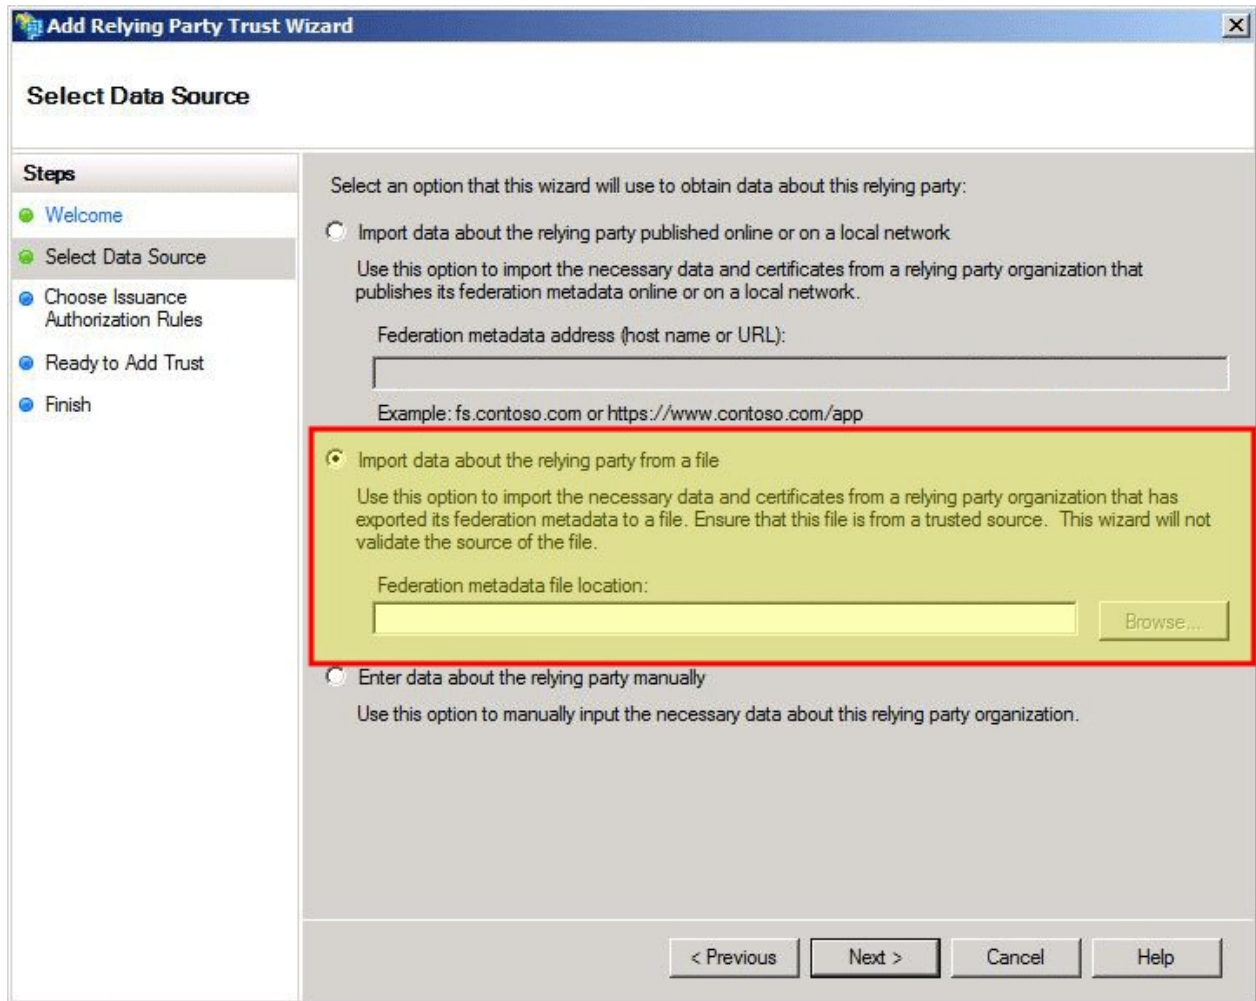 Add Relying Party Trust Wizard
Select Data Source
Steps
Welcome
Select Data Source
Choose Issuance
Authorization Rules
Ready to Add Trust
Finish
Select an option that this wizard will use to obtain data about this relying party:
Import data about the relying party published online or on a local network
Use this option to import the necessary data and certificates from a relying party organization that
publishes its federation metadata online or on a local network.
Federation metadata address (host name or URL):
Example: fs.contoso.com or https://www.contoso.com/app
Import data about the relying party from a file
Use this option to import the necessary data and certificates from a relying party organization that has
exported its federation metadata to a file. Ensure that this file is from a trusted source.  This wizard will not
validate the source of the file.
Federation metadata file location:
Browse...
Enter data about the relying party manually
Use this option to manually input the necessary data about this relying party organization.
< Previous
Next >
Cancel
Help